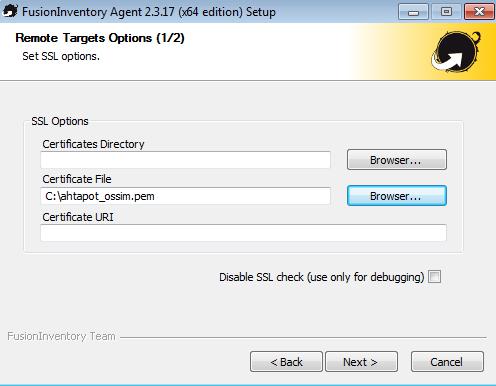 FusionInventory Agent 2.3.17 (x64 edition) Setup
Remote Targets Options (1/2)
Set SSL options.
SSL Options
Certificates Directory
Browser...
Certificate File
C:\ahtapot_ossim.pem
Browser...
Certificate URI
Disable SSL check (use only for debugging)
FusionInventory Team
< Back
Next >
Cancel